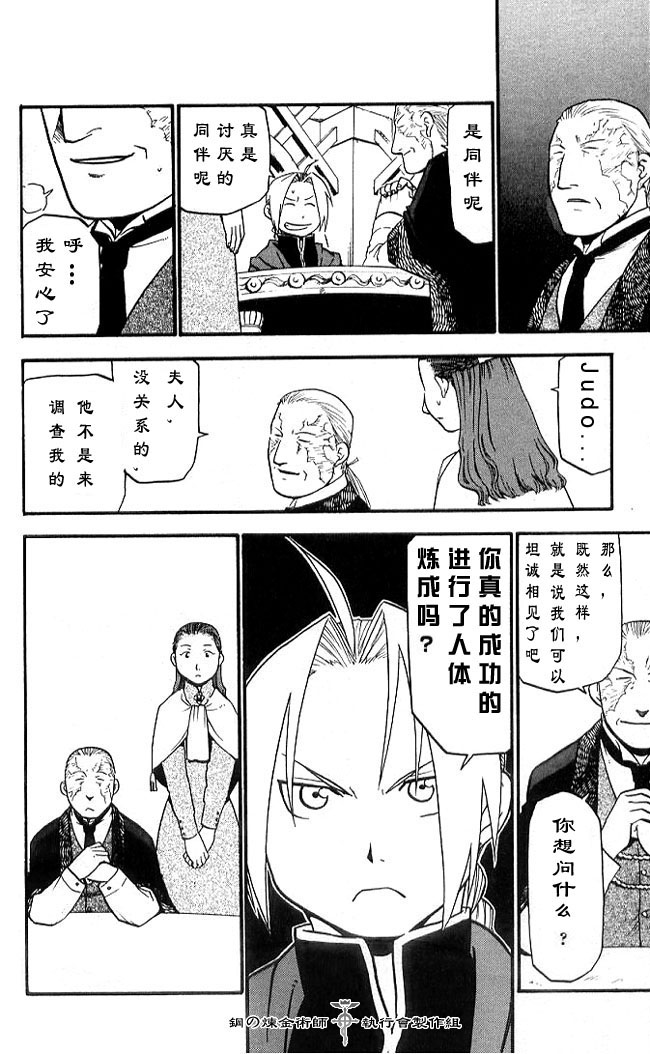 是同伴呢
真是
讨厌的
同伴呢
呼…
我安心了
Judo...
夫人。
没关系的。
他不是来
调查我的
那么，
既然这样，
就是说我们可以
坦诚相见了吧
你想问什么？
你真的成功的
进行了人体
炼成吗？
鋼の煉金術師 執行會製作組